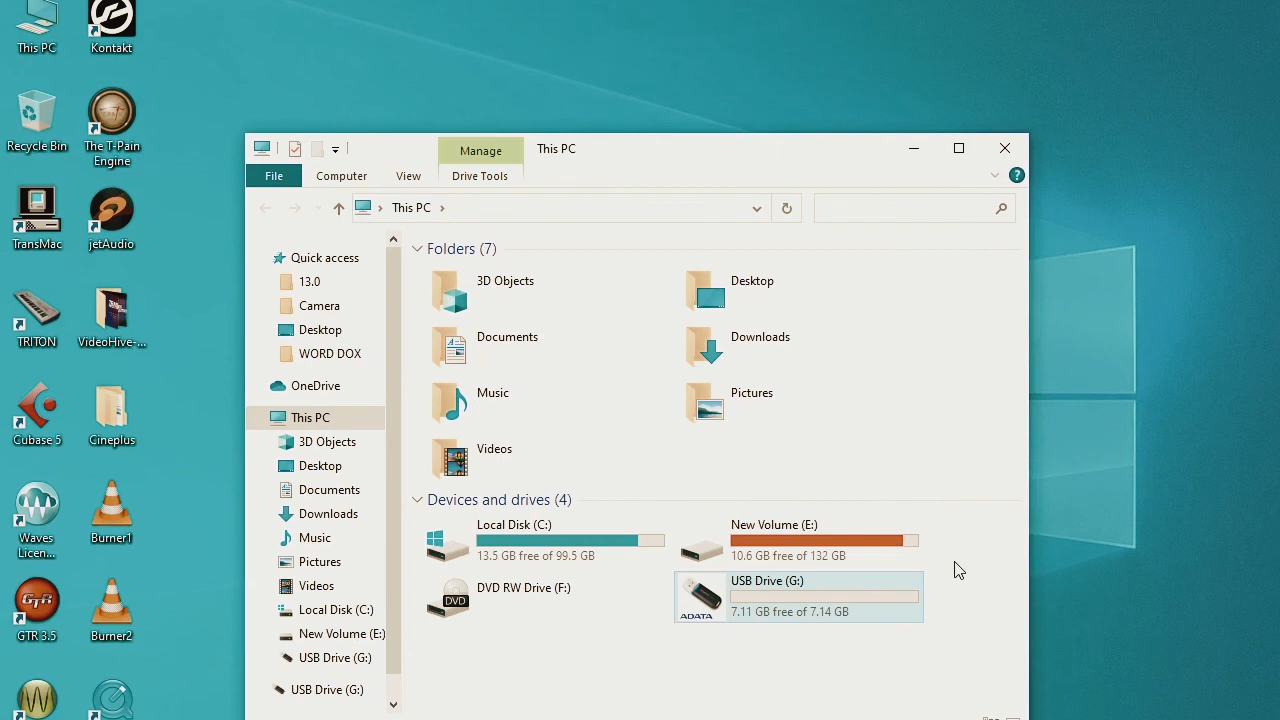 This PC
Kontakt
Recycle Bin
The T-Pain
Engine
TransMac
jetAudio
TRITON
VideoHive-...
Cubase 5
Cineplus
Waves
Licen...
Burner1
GTR
GTR 3.5
Burner2
Manage
This PC
File
Computer
View
Drive Tools
This PC
Quick access
13.0
Camera
Desktop
WORD DOX
OneDrive
This PC
3D Objects
Desktop
Documents
Downloads
Music
Pictures
Videos
Local Disk (C:)
New Volume (E:)
USB Drive (G:)
USB Drive (G:)
Folders (7)
3D Objects
Desktop
Documents
Downloads
Music
Pictures
Videos
Devices and drives (4)
Local Disk (C:)
13.5 GB free of 99.5 GB
New Volume (E:)
10.6 GB free of 132 GB
DVD RW Drive (F:)
DVD
USB Drive (G:)
7.11 GB free of 7.14 GB
ADATA